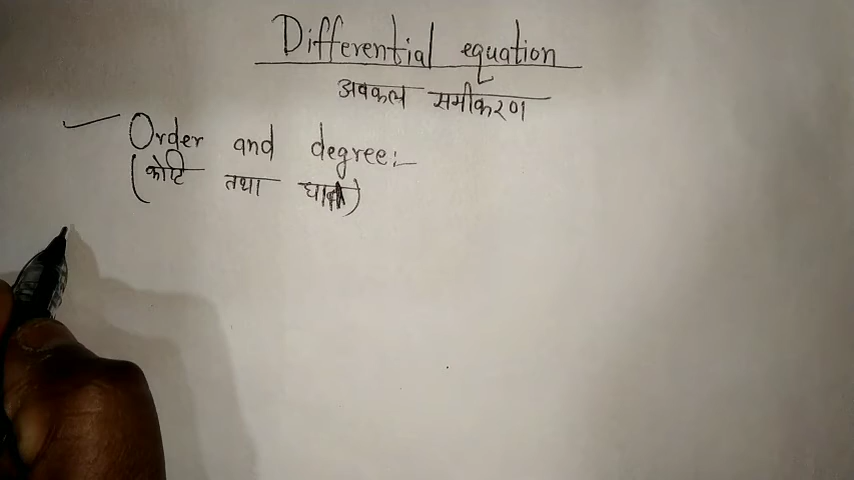 Differential equation
अवकल समीकरण
Order and degree:-
(कोटि तथा घात)